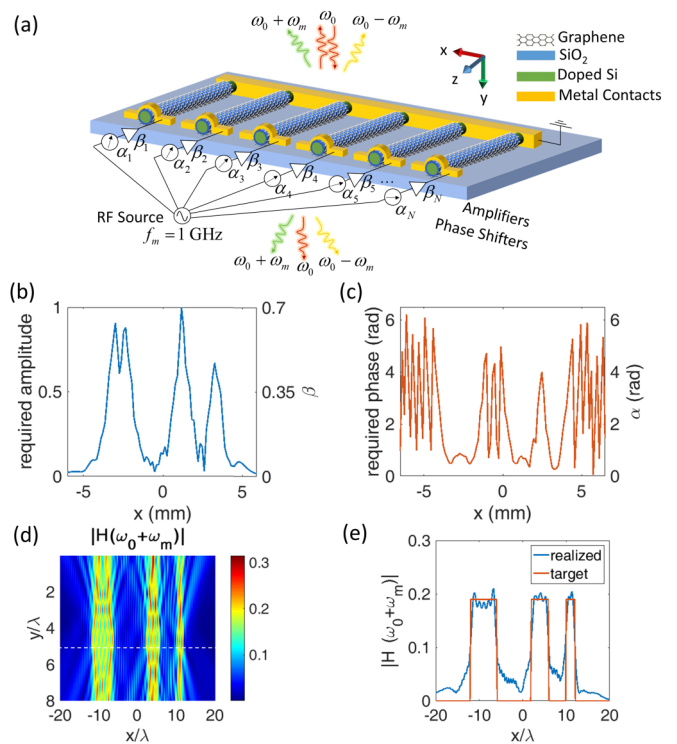 (a)
ω₀ + ωₘ ω₀ ω₀ − ωₘ
x
z
y
Graphene
SiO₂
Doped Si
Metal Contacts
α₁ β₁ α₂ β₂ α₃ β₃ α₄ β₄ α₅ β₅ ... α_N β_N
RF Source
fₘ = 1 GHz
Amplifiers
Phase Shifters
ω₀ + ωₘ ω₀ ω₀ − ωₘ
(b)
required amplitude
1
0.5
0
0.7
0.35
0
β
-5 0 5
x (mm)
(c)
required phase (rad)
6
4
2
0
6
4
2
0
α (rad)
-5 0 5
x (mm)
(d)
|H(ω₀+ωₘ)|
y/λ
2
4
6
8
-20 -10 0 10 20
x/λ
0.3
0.2
0.1
(e)
|H (ω₀+ωₘ)|
0.3
0.2
0.1
0
realized
target
-20 -10 0 10 20
x/λ